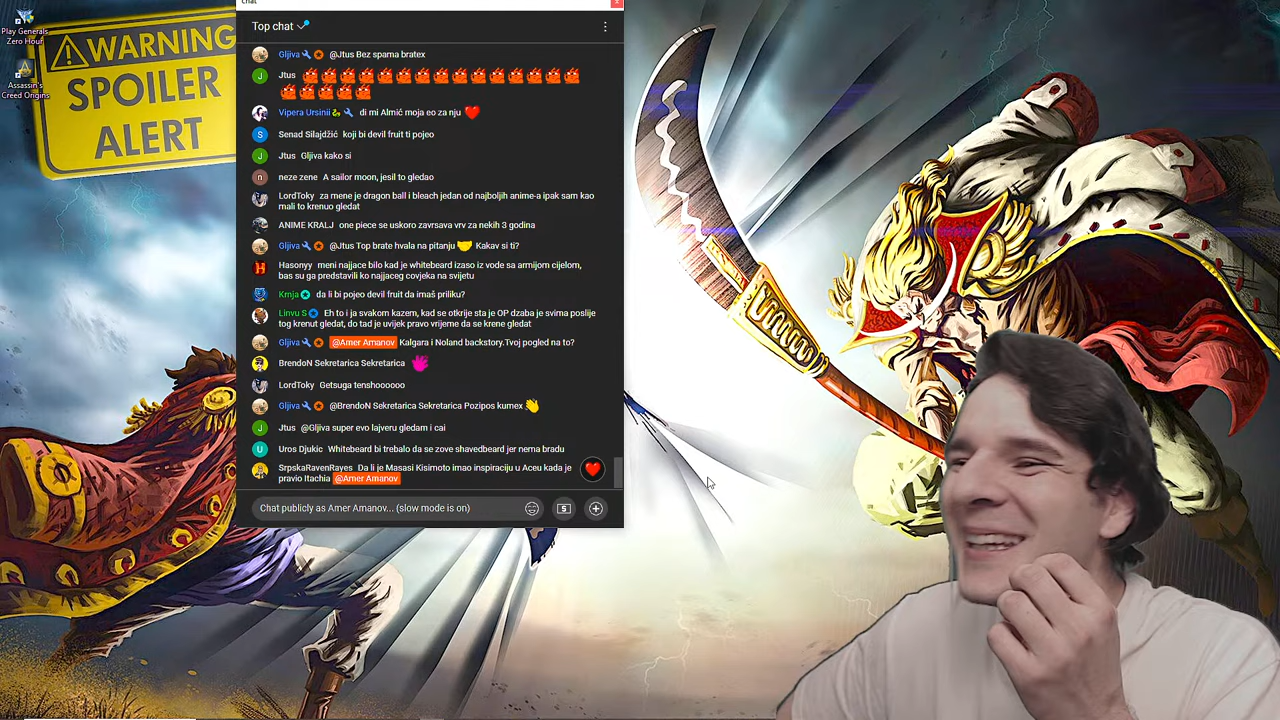 Play Generals
Zero Hour
Assassin's
Creed Origins
WARNING
SPOILER
ALERT
Chat
Top chat
Gljiva @Jtus Bez spama bratex
Jtus
Vipera Ursinii di mi Almić moja eo za nju
Senad Silajdžić koji bi devil fruit ti pojeo
Jtus Gljiva kako si
neze zene A sailor moon, jesil to gledao
LordToky za mene je dragon ball i bleach jedan od najboljih anime-a ipak sam kao
mali to krenuo gledat
ANIME KRALJ one piece se uskoro zavrsava vrv za nekih 3 godina
Gljiva @Jtus Top brate hvala na pitanju Kakav si ti?
Hasonyy meni najjace bilo kad je whitebeard izaso iz vode sa armijom cijelom,
bas su ga predstavili ko najjaceg covjeka na svijetu
Krnja da li bi pojeo devil fruit da imaš priliku?
Linvu S Eh to i ja svakom kazem, kad se otkrije sta je OP dzaba je svima poslije
tog krenut gledat, do tad je uvijek pravo vrijeme da se krene gledat
Gljiva @Amer Amanov Kalgara i Noland backstory.Tvoj pogled na to?
BrendoN Sekretarica Sekretarica
LordToky Getsuga tenshoooooo
Gljiva @BrendoN Sekretarica Sekretarica Pozipos kumex
Jtus @Gljiva super evo lajveru gledam i cai
Uros Djukic Whitebeard bi trebalo da se zove shavedbeard jer nema bradu
SrpskaRavenRayes Da li je Masasi Kisimoto imao inspiraciju u Aceu kada je
pravio Itachia @Amer Amanov
Chat publicly as Amer Amanov... (slow mode is on)